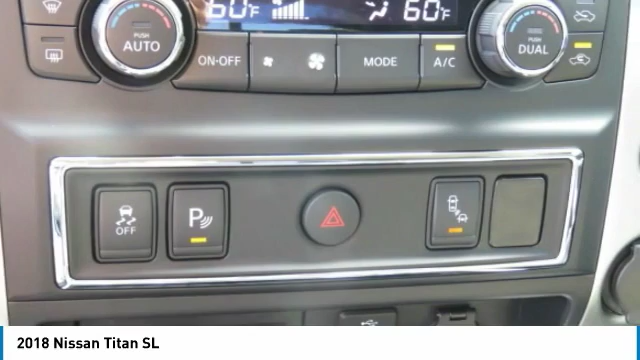 60°F 60°F
PUSH AUTO PUSH DUAL
ON-OFF MODE A/C
OFF P
2018 Nissan Titan SL